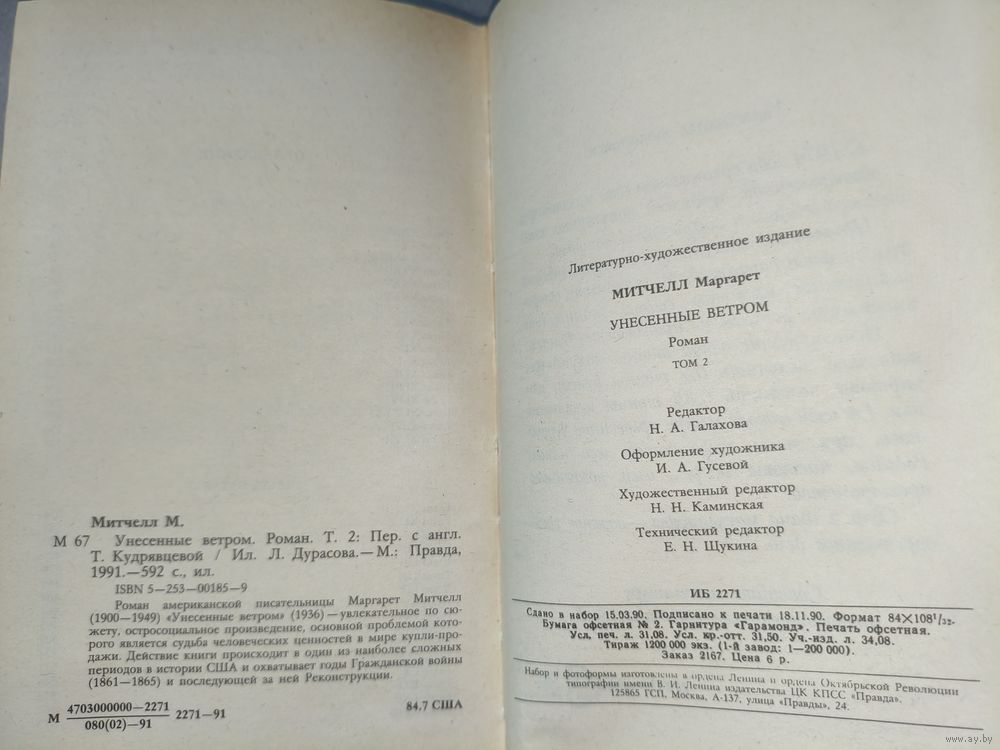 Митчелл М.
М 67 Унесенные ветром. Роман. Т. 2: Пер. с англ.
Т. Кудрявцевой / Ил. Л. Дурасова.— М.: Правда,
1991.—592 с., ил.
ISBN 5—253—00185—9
Роман американской писательницы Маргарет Митчелл
(1900—1949) «Унесенные ветром» (1936) — увлекательное по сю-
жету, остросоциальное произведение, основной проблемой кото-
рого является судьба человеческих ценностей в мире купли-про-
дажи. Действие книги происходит в один из наиболее сложных
периодов в истории США и охватывает годы Гражданской войны
(1861—1865) и последующей за ней Реконструкции.
М 4703000000—2271
080(02)—91
2271—91
84.7 США
Литературно-художественное издание
МИТЧЕЛЛ Маргарет
УНЕСЕННЫЕ ВЕТРОМ
Роман
ТОМ 2
Редактор
Н. А. Галахова
Оформление художника
И. А. Гусевой
Художественный редактор
Н. Н. Каминская
Технический редактор
Е. Н. Щукина
ИБ 2271
Сдано в набор 15.03.90. Подписано к печати 18.11.90. Формат 84×108¹/₃₂.
Бумага офсетная № 2. Гарнитура «Гарамонд». Печать офсетная.
Усл. печ. л. 31,08. Усл. кр.-отт. 31,50. Уч.-изд. л. 34,08.
Тираж 1200 000 экз. (1-й завод: 1—200 000).
Заказ 2167. Цена 6 р.
Набор и фотоформы изготовлены в ордена Ленина и ордена Октябрьской Революции
типографии имени В. И. Ленина издательства ЦК КПСС «Правда».
125865 ГСП, Москва, А-137, улица «Правды», 24.
www.ay.by